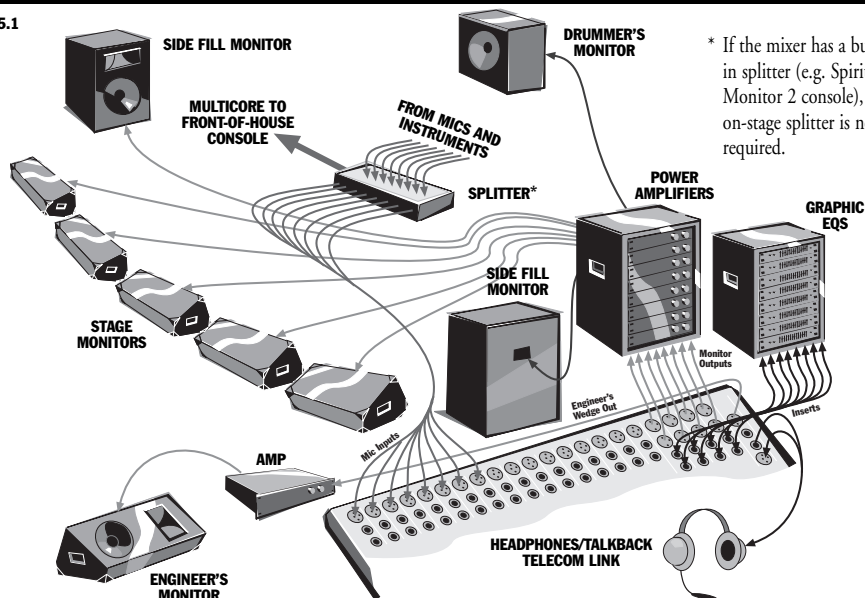 5.1
SIDE FILL MONITOR
DRUMMER'S
MONITOR
* If the mixer has a
in splitter (e.g.
Monitor 2 console),
on-stage splitter is
required.
MULTICORE TO
FRONT-OF-HOUSE
CONSOLE
FROM MICS AND
INSTRUMENTS
SPLITTER*
POWER
AMPLIFIERS
GRAPHIC
EQS
SIDE FILL
MONITOR
STAGE
MONITORS
Monitor
Outputs
Engineer's
Wedge Out
Inserts
Mic Inputs
AMP
HEADPHONES/TALKBACK
TELECOM LINK
ENGINEER'S
MONITOR